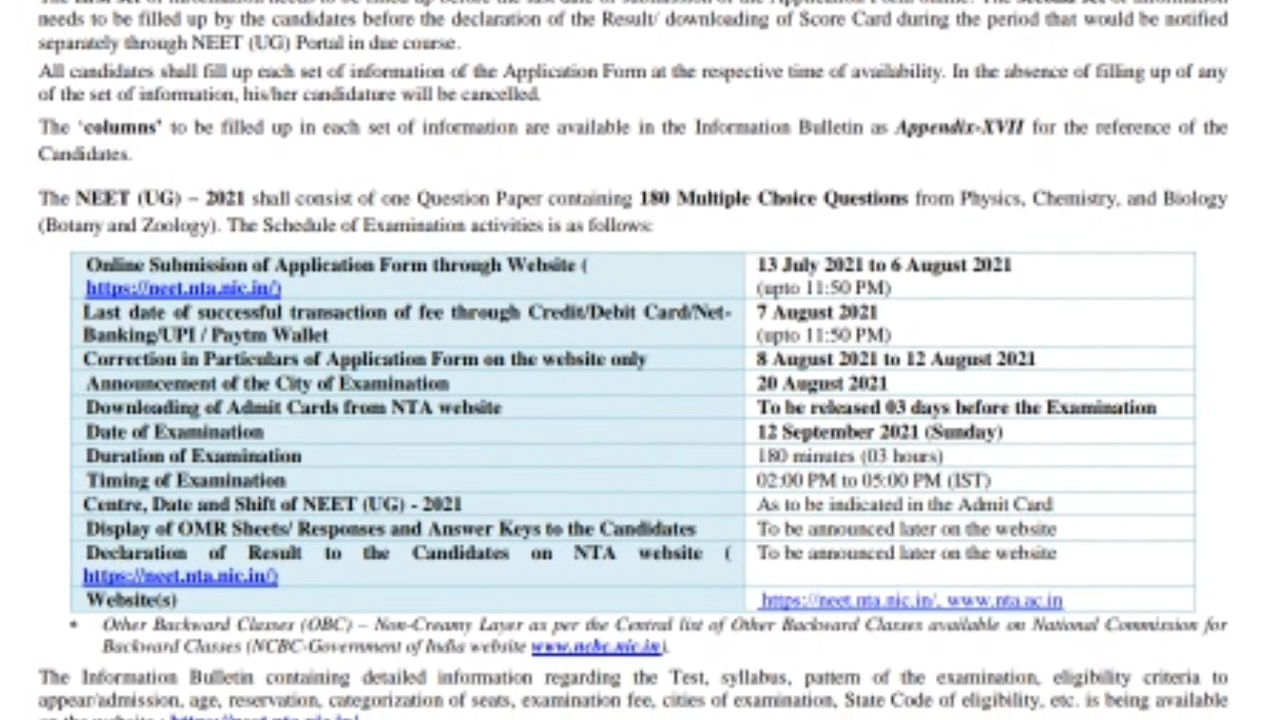 needs to be filled up by the candidates before the declaration of the Result/ downloading of Score Card during the period that would be notified
separately through NEET (UG) Portal in due course.
All candidates shall fill up each set of information of the Application Form at the respective time of availability. In the absence of filling up of any
of the set of information, his/her candidature will be cancelled.
The ‘columns’ to be filled up in each set of information are available in the Information Bulletin as Appendix-XVII for the reference of the
Candidates.
The NEET (UG) – 2021 shall consist of one Question Paper containing 180 Multiple Choice Questions from Physics, Chemistry, and Biology
(Botany and Zoology). The Schedule of Examination activities is as follows:
Online Submission of Application Form through Website ( 13 July 2021 to 6 August 2021
https://neet.nta.nic.in/) (upto 11:50 PM)
Last date of successful transaction of fee through Credit/Debit Card/Net- 7 August 2021
Banking/UPI / Paytm Wallet (upto 11:50 PM)
Correction in Particulars of Application Form on the website only 8 August 2021 to 12 August 2021
Announcement of the City of Examination 20 August 2021
Downloading of Admit Cards from NTA website To be released 03 days before the Examination
Date of Examination 12 September 2021 (Sunday)
Duration of Examination 180 minutes (03 hours)
Timing of Examination 02:00 PM to 05:00 PM (IST)
Centre, Date and Shift of NEET (UG) - 2021 As to be indicated in the Admit Card
Display of OMR Sheets/ Responses and Answer Keys to the Candidates To be announced later on the website
Declaration of Result to the Candidates on NTA website ( To be announced later on the website
https://neet.nta.nic.in/)
Website(s) https://neet.nta.nic.in/, www.nta.ac.in
* Other Backward Classes (OBC) – Non-Creamy Layer as per the Central list of Other Backward Classes available on National Commission for
Backward Classes (NCBC-Government of India website www.ncbc.nic.in).
The Information Bulletin containing detailed information regarding the Test, syllabus, pattern of the examination, eligibility criteria to
appear/admission, age, reservation, categorization of seats, examination fee, cities of examination, State Code of eligibility, etc. is being available
on the website : https://neet.nta.nic.in/